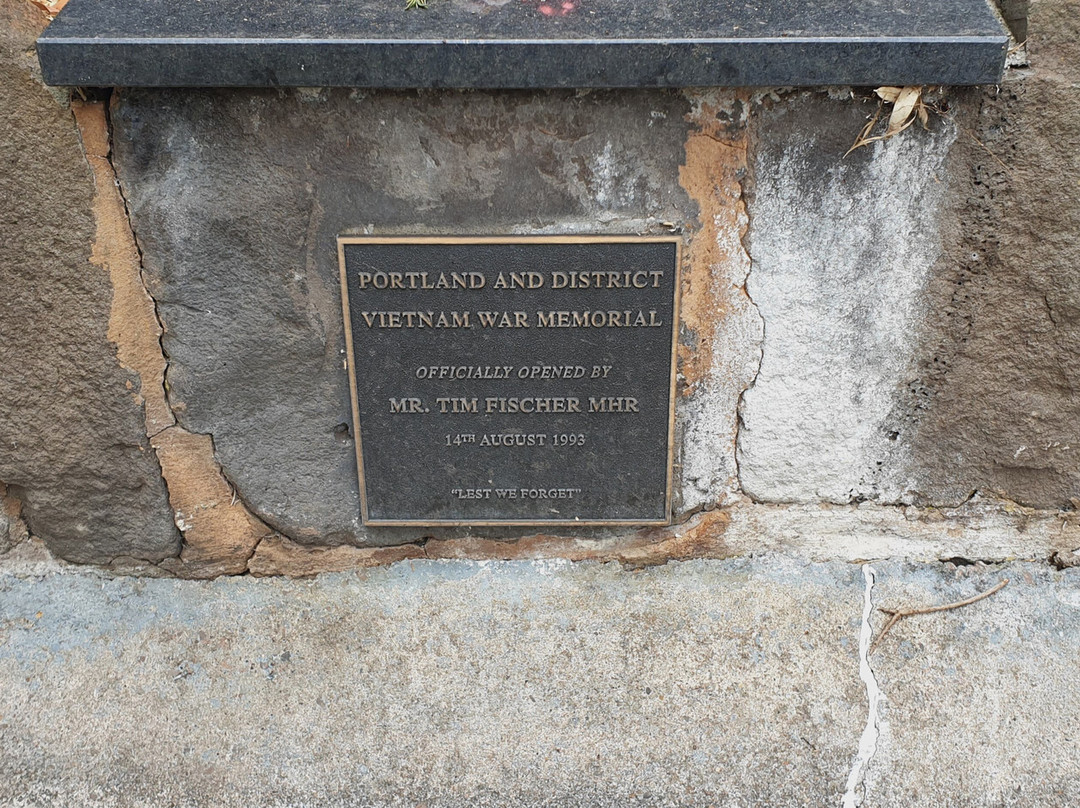 PORTLAND AND DISTRICT
VIETNAM WAR MEMORIAL
OFFICIALLY OPENED BY
MR. TIM FISCHER MHR
14TH AUGUST 1993
"LEST WE FORGET"